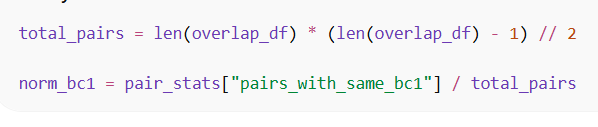 total_pairs = len(overlap_df) * (len(overlap_df) - 1) // 2
norm_bc1 = pair_stats["pairs_with_same_bc1"] / total_pairs